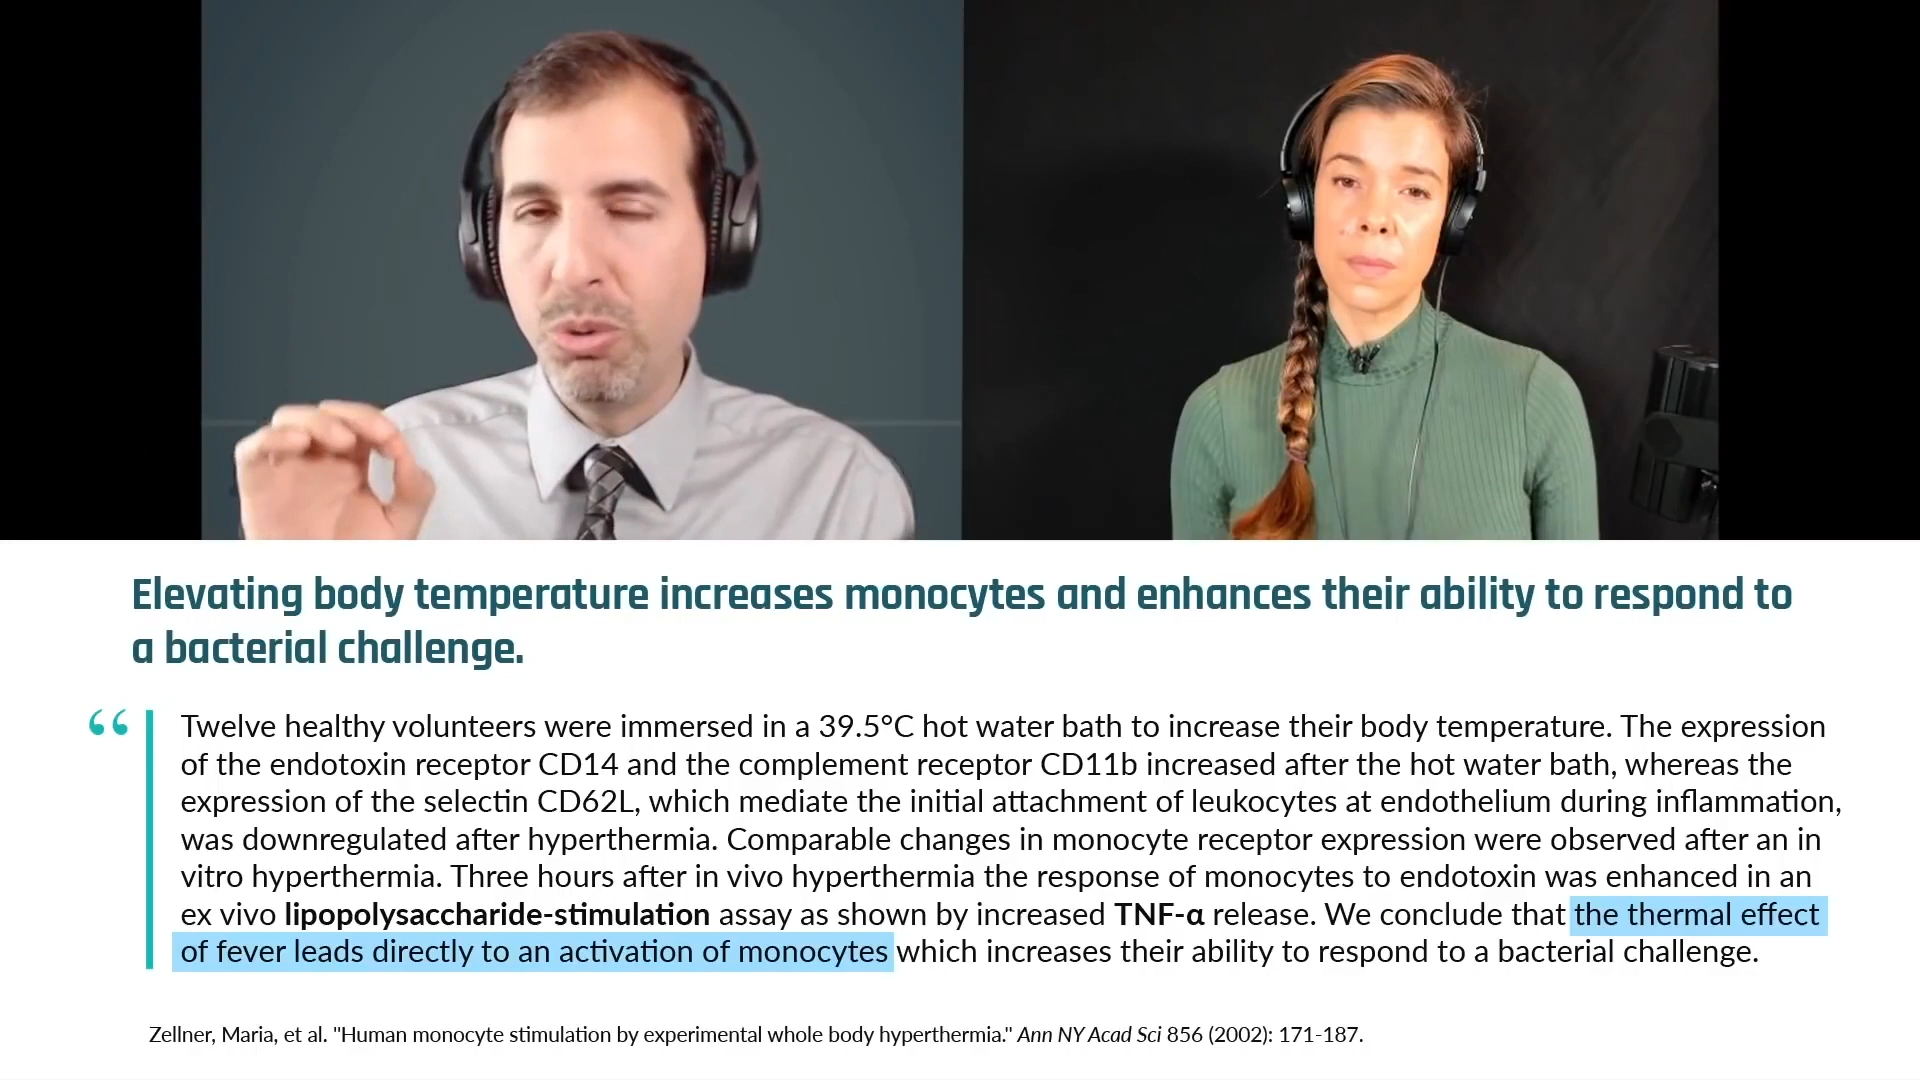 Elevating body temperature increases monocytes and enhances their ability to respond to
a bacterial challenge.
“
Twelve healthy volunteers were immersed in a 39.5°C hot water bath to increase their body temperature. The expression
of the endotoxin receptor CD14 and the complement receptor CD11b increased after the hot water bath, whereas the
expression of the selectin CD62L, which mediate the initial attachment of leukocytes at endothelium during inflammation,
was downregulated after hyperthermia. Comparable changes in monocyte receptor expression were observed after an in
vitro hyperthermia. Three hours after in vivo hyperthermia the response of monocytes to endotoxin was enhanced in an
ex vivo lipopolysaccharide-stimulation assay as shown by increased TNF-α release. We conclude that the thermal effect
of fever leads directly to an activation of monocytes which increases their ability to respond to a bacterial challenge.
Zellner, Maria, et al. "Human monocyte stimulation by experimental whole body hyperthermia." Ann NY Acad Sci 856 (2002): 171-187.